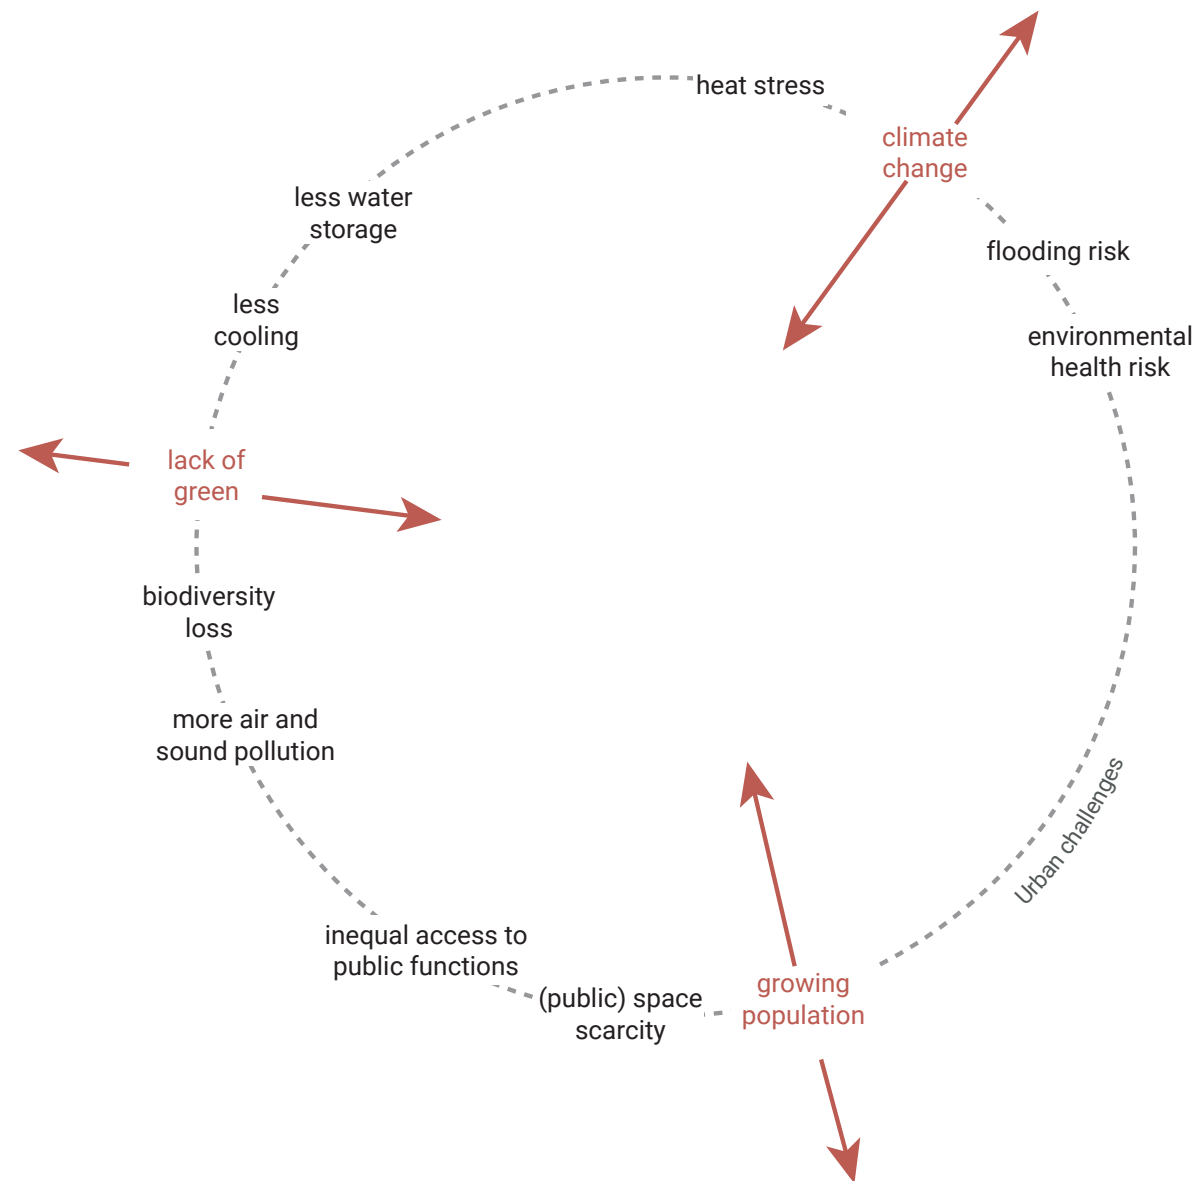 heat stress
climate
change
less water
storage
flooding risk
less
cooling
environmental
health risk
lack of
green
biodiversity
loss
more air and
sound pollution
Urban challenges
inequal access to
public functions
(public) space
scarcity
growing
population